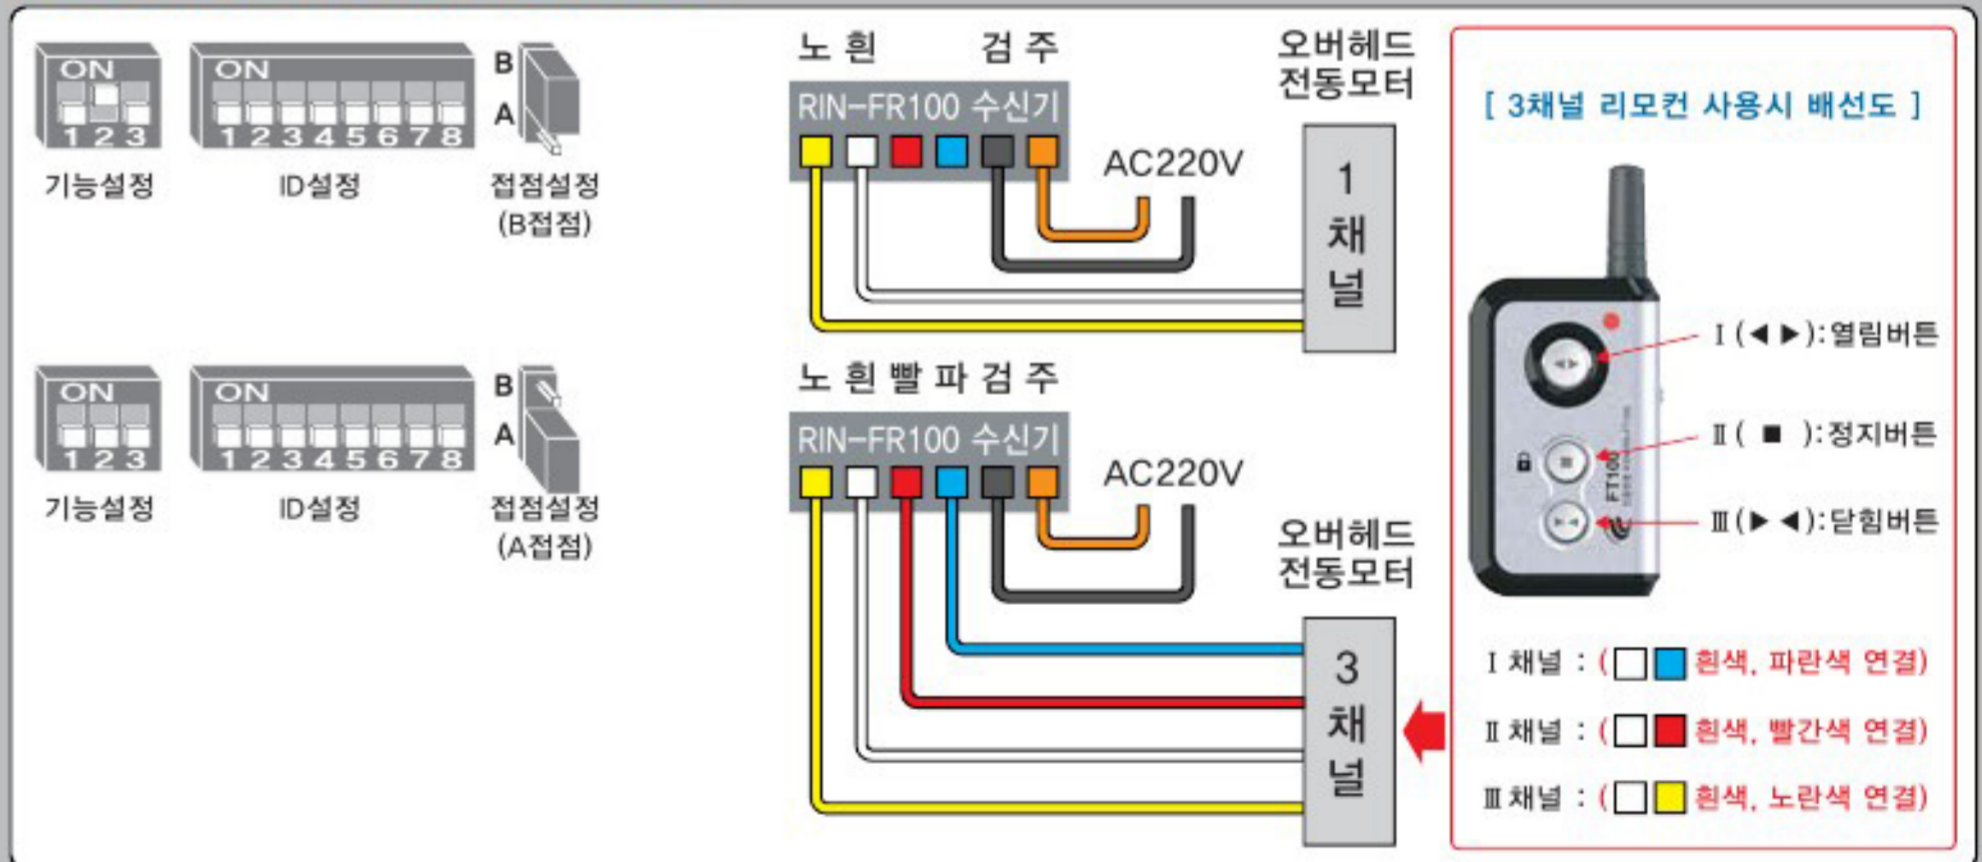 ON
1 2 3
기능설정
ON
1 2 3 4 5 6 7 8
ID설정
B
A
접점설정
(B접점)
노 흰 검 주
RIN-FR100 수신기
AC220V
오버헤드
전동모터
1
채
널
ON
1 2 3
기능설정
ON
1 2 3 4 5 6 7 8
ID설정
B
A
접점설정
(A접점)
노 흰 빨 파 검 주
RIN-FR100 수신기
AC220V
오버헤드
전동모터
3
채
널
[ 3채널 리모컨 사용시 배선도 ]
Ⅰ(◀ ▶):열림버튼
Ⅱ( ■ ):정지버튼
Ⅲ(▶ ◀):닫힘버튼
FT100
Ⅰ 채널 : ( 흰색, 파란색 연결)
Ⅱ 채널 : ( 흰색, 빨간색 연결)
Ⅲ 채널 : ( 흰색, 노란색 연결)